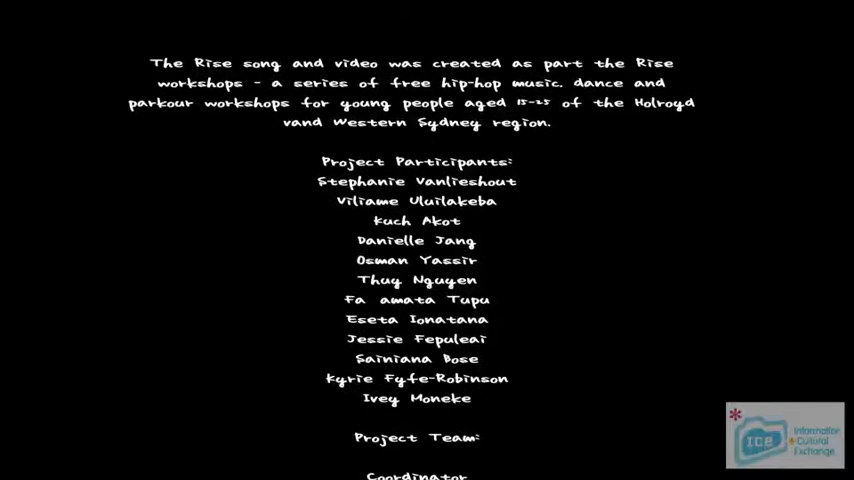 The Rise song and video was created as part the Rise
workshops - a series of free hip-hop music, dance and
parkour workshops for young people aged 15-25 of the Holroyd
vand Western Sydney region.
Project Participants:
Stephanie Vanlieshout
Viliame Uluilakeba
Kuch Akot
Danielle Jang
Osman Yassir
Thuy Nguyen
Fa amata Tupu
Eseta Ionatana
Jessie Fepuleai
Sainiana Bose
Kyrie Fyfe-Robinson
Ivey Moneke
Project Team:
Coordinator
ICE
Information
+Cultural
Exchange